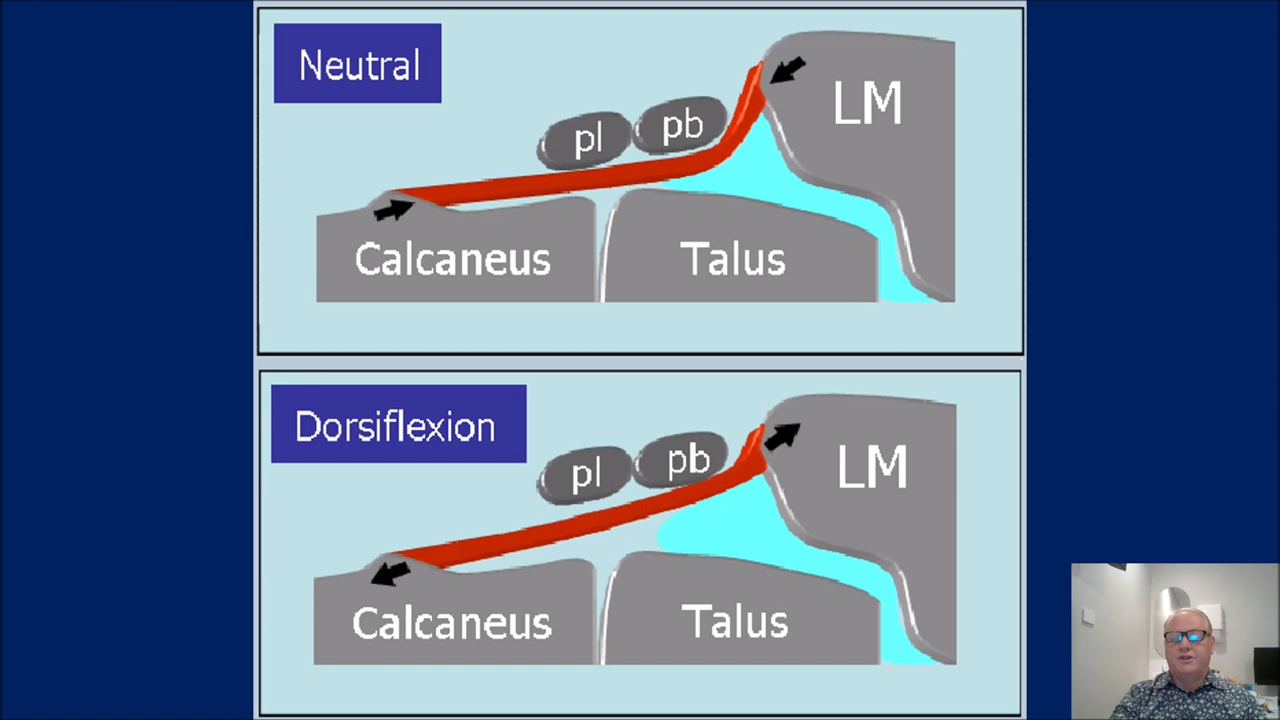 Neutral
LM
pl
pb
Calcaneus
Talus
Dorsiflexion
LM
pl
pb
Calcaneus
Talus